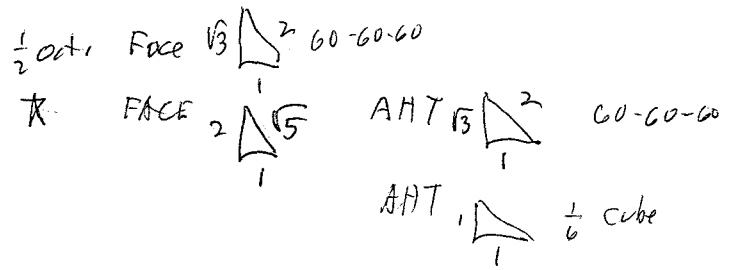 1/2 Oct. Face √3 2 60-60-60
1
FACE 2 √5 AHT √3 2 60-60-60
1 1
AHT 1 1/6 Cube
1